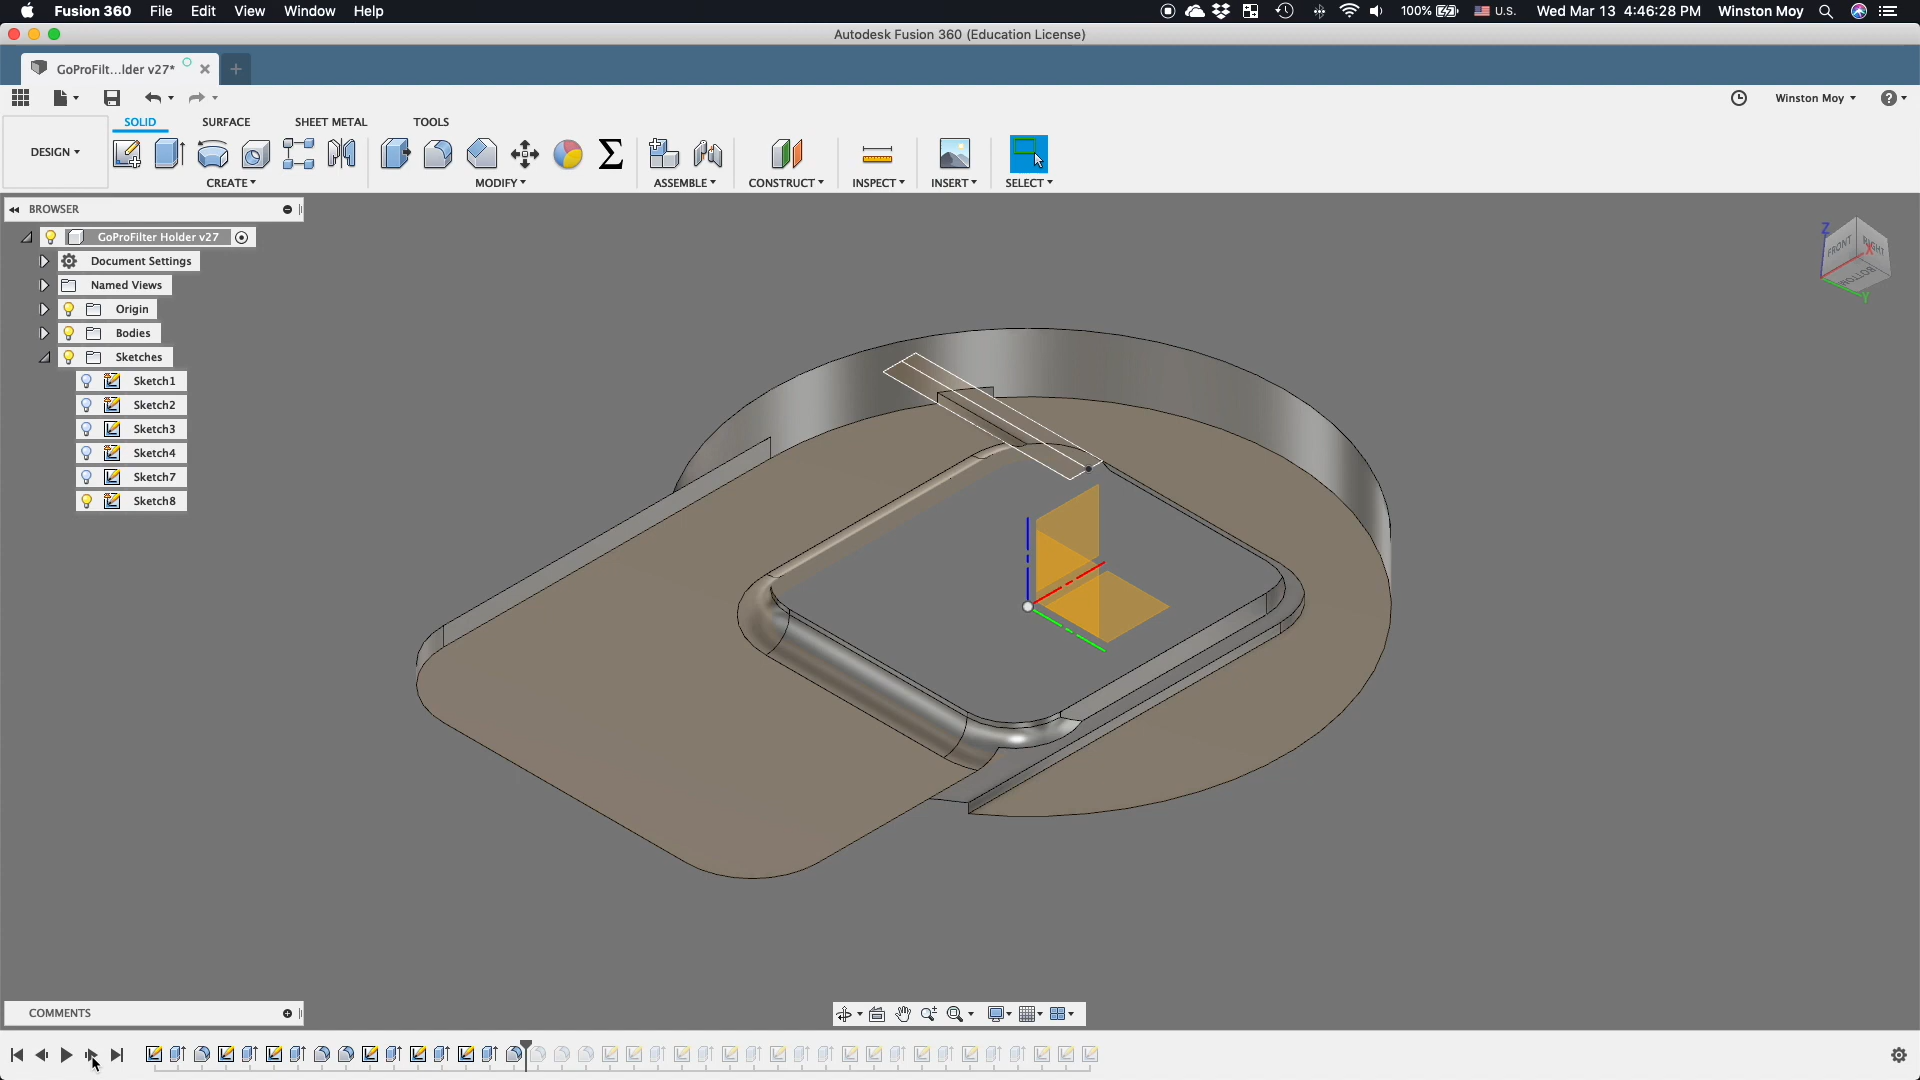 Fusion 360 File Edit View Window Help 100% U.S. Wed Mar 13 4:46:28 PM Winston Moy
Autodesk Fusion 360 (Education License)
GoProFilt...lder v27*
Winston Moy
SOLID SURFACE SHEET METAL TOOLS
DESIGN
CREATE MODIFY ASSEMBLE CONSTRUCT INSPECT INSERT SELECT
BROWSER
GoProFilter Holder v27
Document Settings
Named Views
Origin
Bodies
Sketches
Sketch1
Sketch2
Sketch3
Sketch4
Sketch7
Sketch8
Z
FRONT RIGHT
X
BOTTOM
Y
COMMENTS